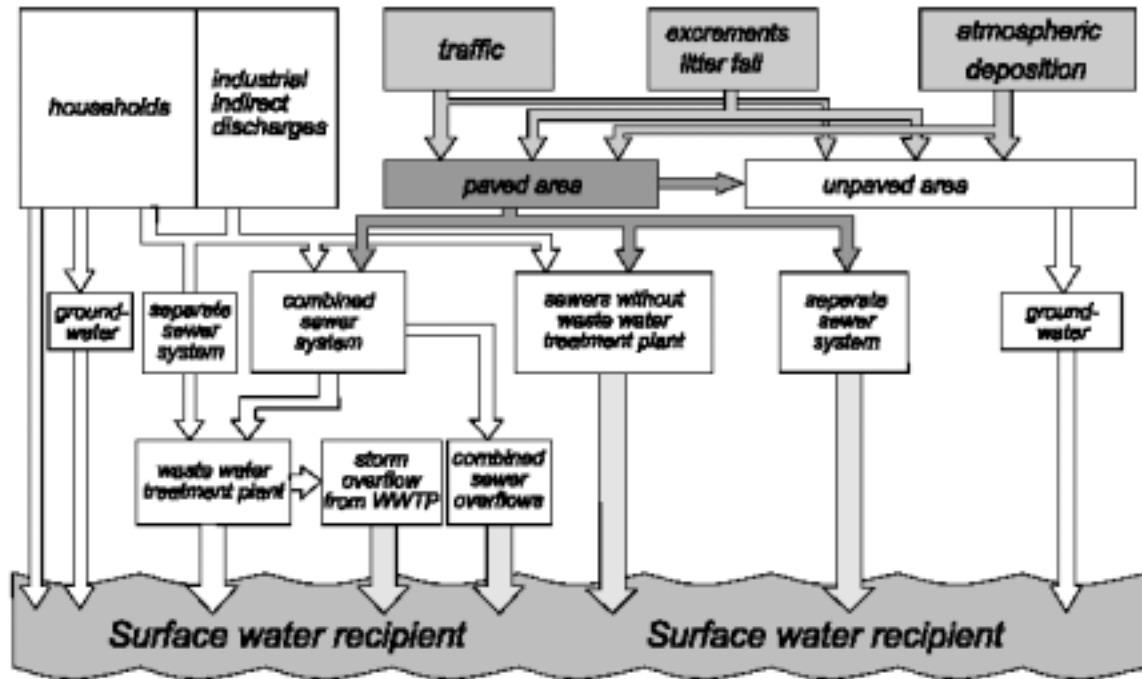 traffic
excrements
litter fall
atmospheric
deposition
households
industrial
indirect
discharges
paved area
unpaved area
ground-
water
separate
sewer
system
combined
sewer
system
sewers without
waste water
treatment plant
separate
sewer
system
ground-
water
waste water
treatment plant
storm
overflow
from WWTP
combined
sewer
overflows
Surface water recipient
Surface water recipient